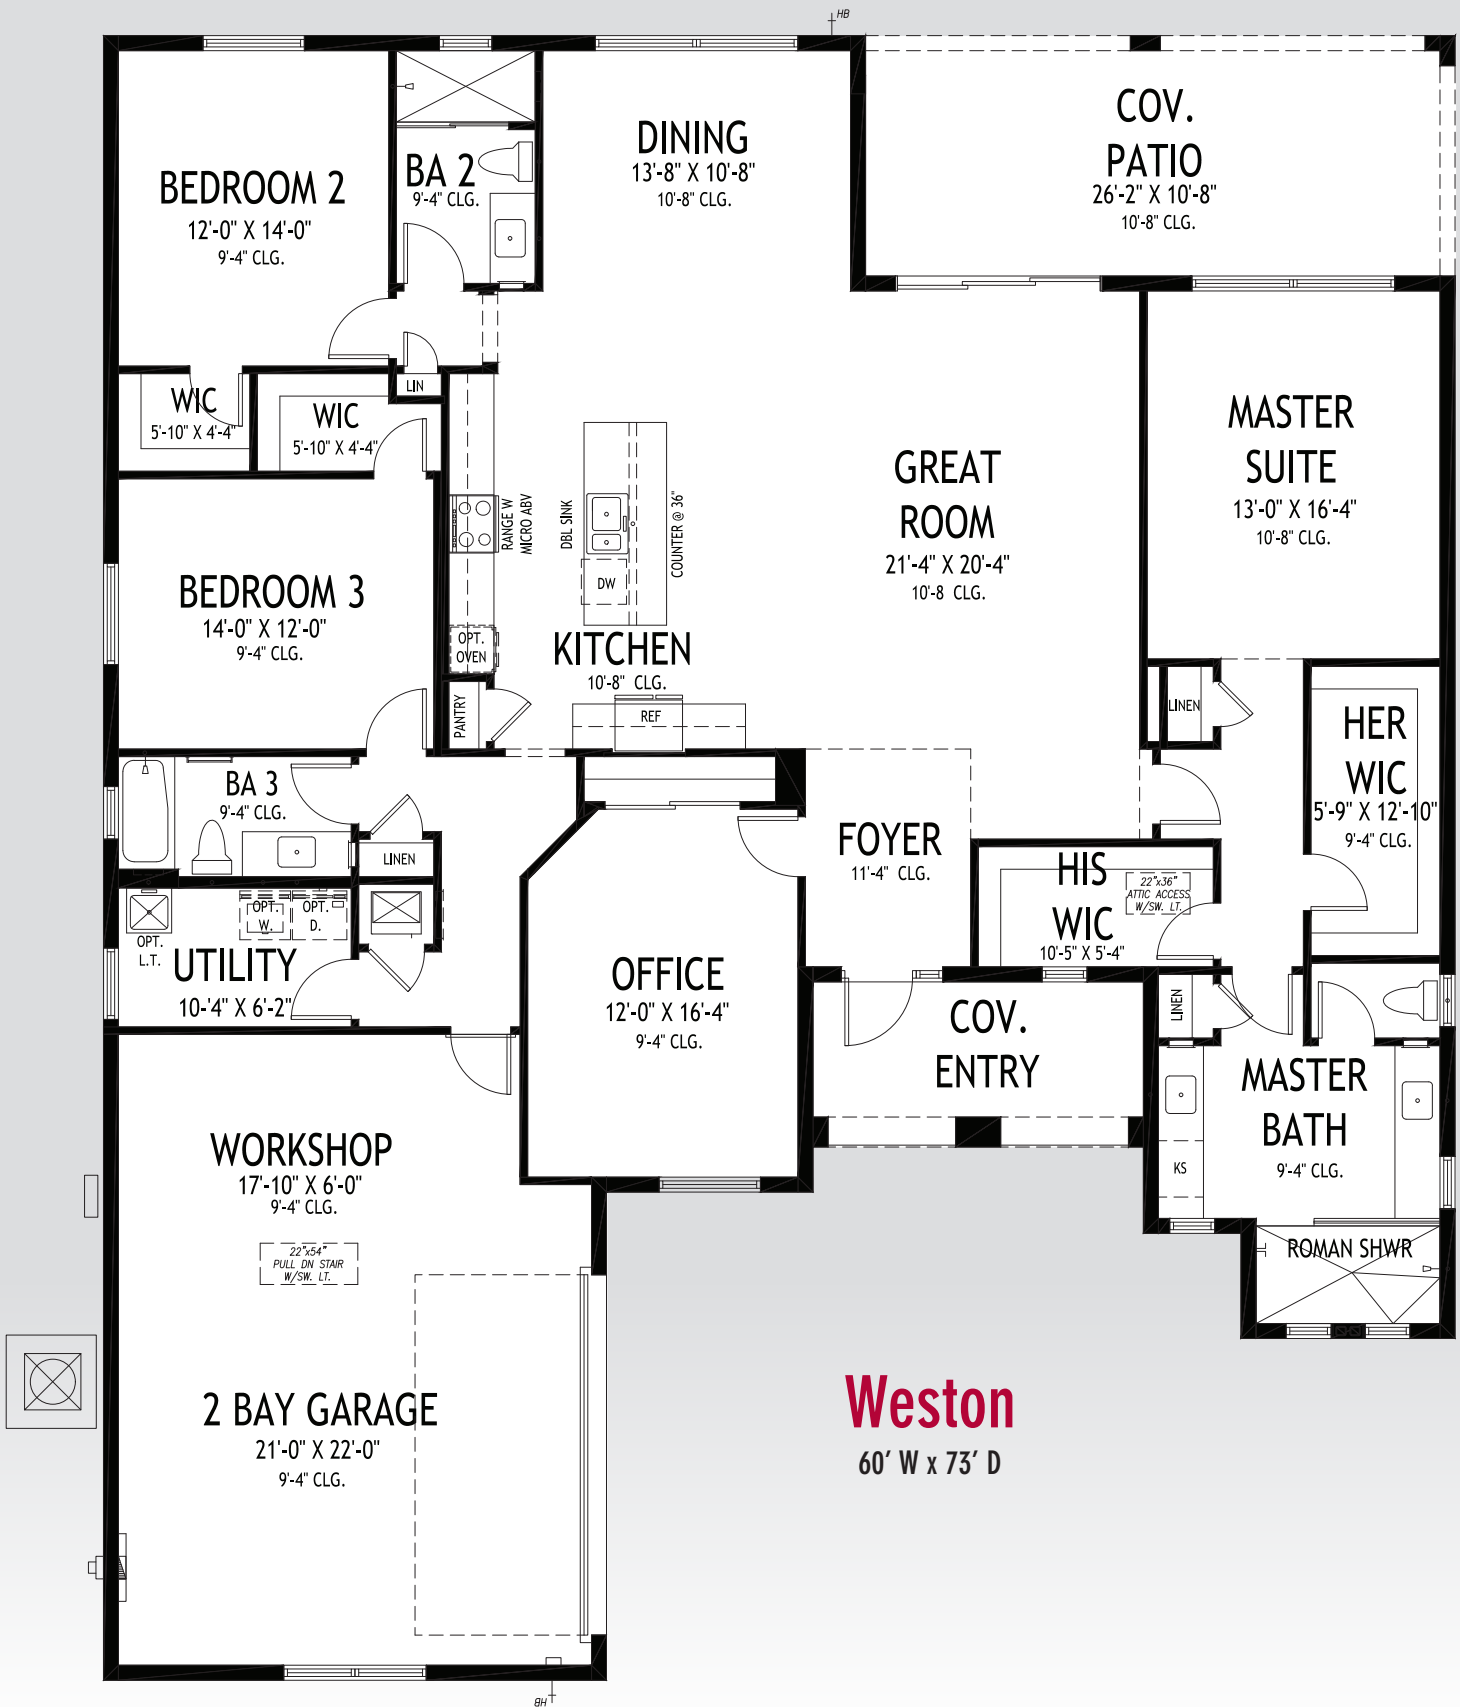 HB
BEDROOM 2
12'-0" X 14'-0"
9'-4" CLG.
BA 2
9'-4" CLG.
DINING
13'-8" X 10'-8"
10'-8" CLG.
COV.
PATIO
26'-2" X 10'-8"
10'-8" CLG.
WIC
5'-10" X 4'-4"
WIC
5'-10" X 4'-4"
LIN
RANGE W
MICRO ABV
DBL SINK
DW
COUNTER @ 36"
OPT.
OVEN
KITCHEN
10'-8" CLG.
PANTRY
REF
GREAT
ROOM
21'-4" X 20'-4"
10'-8 CLG.
MASTER
SUITE
13'-0" X 16'-4"
10'-8" CLG.
BEDROOM 3
14'-0" X 12'-0"
9'-4" CLG.
LINEN
HER
WIC
5'-9" X 12'-10"
9'-4" CLG.
BA 3
9'-4" CLG.
LINEN
FOYER
11'-4" CLG.
HIS
WIC
10'-5" X 5'-4"
22"x36"
ATTIC ACCESS
W/SW. LT.
OPT.
L.T.
OPT.
W.
OPT.
D.
UTILITY
10-'4" X 6'-2"
OFFICE
12'-0" X 16'-4"
9'-4" CLG.
COV.
ENTRY
LINEN
MASTER
BATH
9'-4" CLG.
KS
ROMAN SHWR
WORKSHOP
17'-10" X 6'-0"
9'-4" CLG.
22"x54"
PULL DN STAIR
W/SW. LT.
2 BAY GARAGE
21'-0" X 22'-0"
9'-4" CLG.
Weston
60' W x 73' D
HB